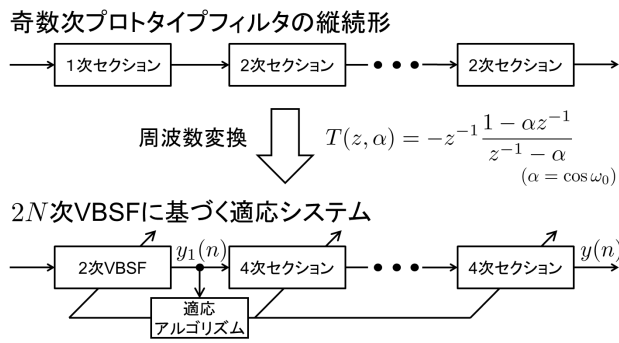 奇数次プロトタイプフィルタの縦続形
1次セクション 2次セクション ••• 2次セクション
周波数変換 T(z, α) = −z⁻¹ (1 − αz⁻¹)/(z⁻¹ − α)
(α = cos ω₀)
2N次VBSFに基づく適応システム
2次VBSF y₁(n) 4次セクション ••• 4次セクション y(n)
適応
アルゴリズム